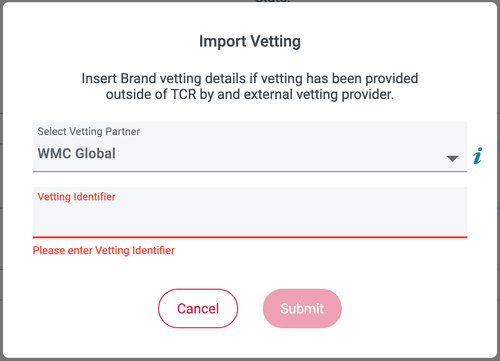 Import Vetting
Insert Brand vetting details if vetting has been provided
outside of TCR by and external vetting provider.
Select Vetting Partner
WMC Global
i
Vetting Identifier
Please enter Vetting Identifier
Cancel
Submit